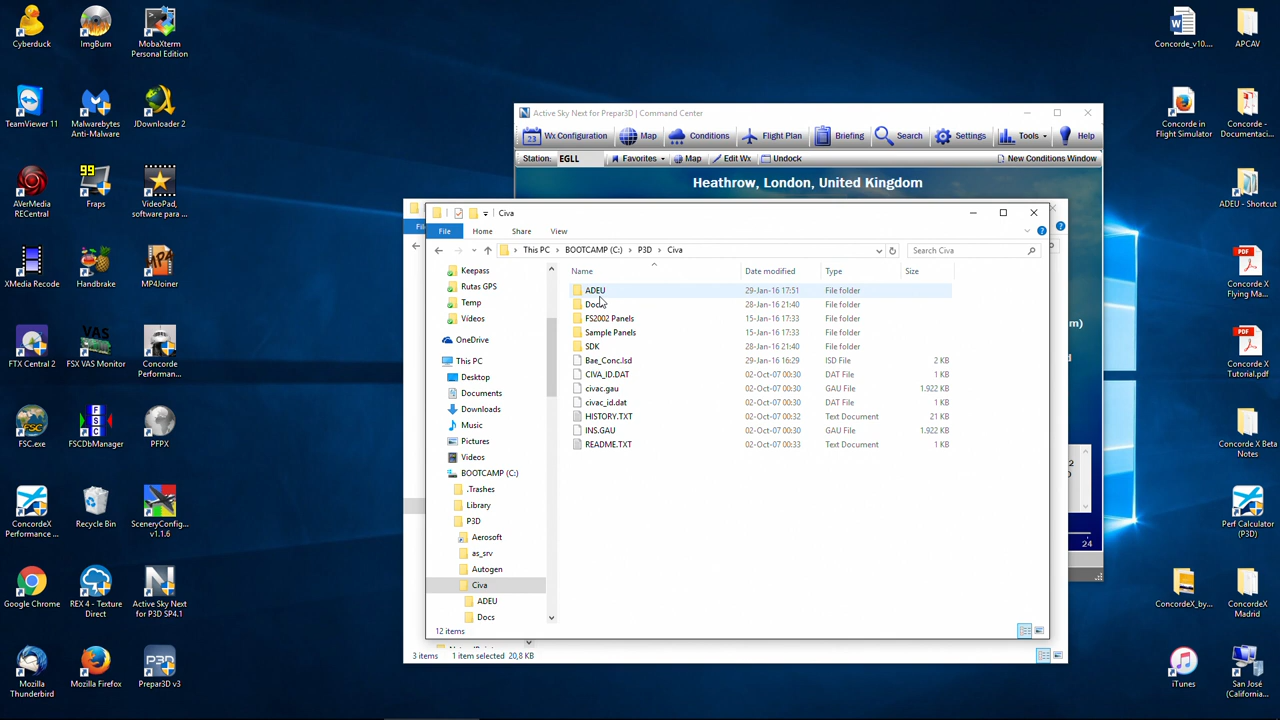 Cyberduck
ImgBurn
MobaXterm
Personal Edition
TeamViewer 11
Malwarebytes
Anti-Malware
JDownloader 2
AVerMedia
RECentral
99
Fraps
VideoPad,
software para ...
XMedia Recode
Handbrake
MP4Joiner
FTX Central 2
FSX VAS Monitor
Concorde
Performan...
FSC.exe
FSCDbManager
PFPX
ConcordeX
Performance ...
Recycle Bin
SceneryConfig...
v1.1.6
Google Chrome
REX 4 - Texture
Direct
Active Sky Next
for P3D SP4.1
Mozilla
Thunderbird
Mozilla Firefox
P3D
Prepar3D v3
Active Sky Next for Prepar3D | Command Center
23 Wx Configuration Map Conditions Flight Plan Briefing Search Settings Tools Help
Station: EGLL Favorites Map Edit Wx Undock New Conditions Window
Heathrow, London, United Kingdom
Civa
File Home Share View
This PC BOOTCAMP (C:) P3D Civa Search Civa
Name Date modified Type Size
ADEU 29-Jan-16 17:51 File folder
28-Jan-16 21:40 File folder
FS2002 Panels 15-Jan-16 17:33 File folder
Sample Panels 15-Jan-16 17:33 File folder
SDK 28-Jan-16 21:40 File folder
Bae_Conc.Isd 29-Jan-16 16:29 ISD File 2 KB
CIVA_ID.DAT 02-Oct-07 00:30 DAT File 1 KB
civac.gau 02-Oct-07 00:30 GAU File 1.922 KB
civac_id.dat 02-Oct-07 00:30 DAT File 1 KB
HISTORY.TXT 02-Oct-07 00:32 Text Document 21 KB
INS.GAU 02-Oct-07 00:30 GAU File 1.922 KB
README.TXT 02-Oct-07 00:33 Text Document 1 KB
Keepass
Rutas GPS
Temp
Vídeos
OneDrive
This PC
Desktop
Documents
Downloads
Music
Pictures
Videos
BOOTCAMP (C:)
.Trashes
Library
P3D
Aerosoft
as_srv
Autogen
Civa
ADEU
Docs
12 items
3 items 1 item selected 20,8 KB
24
Concorde_v10....
APCAV
Concorde in
Flight Simulator
Concorde -
Documentaci...
ADEU - Shortcut
Concorde X
Flying Ma...
Concorde X
Tutorial.pdf
Concorde X Beta
Notes
Perf Calculator
(P3D)
ConcordeX_by...
ConcordeX
Madrid
iTunes
San José
(California...